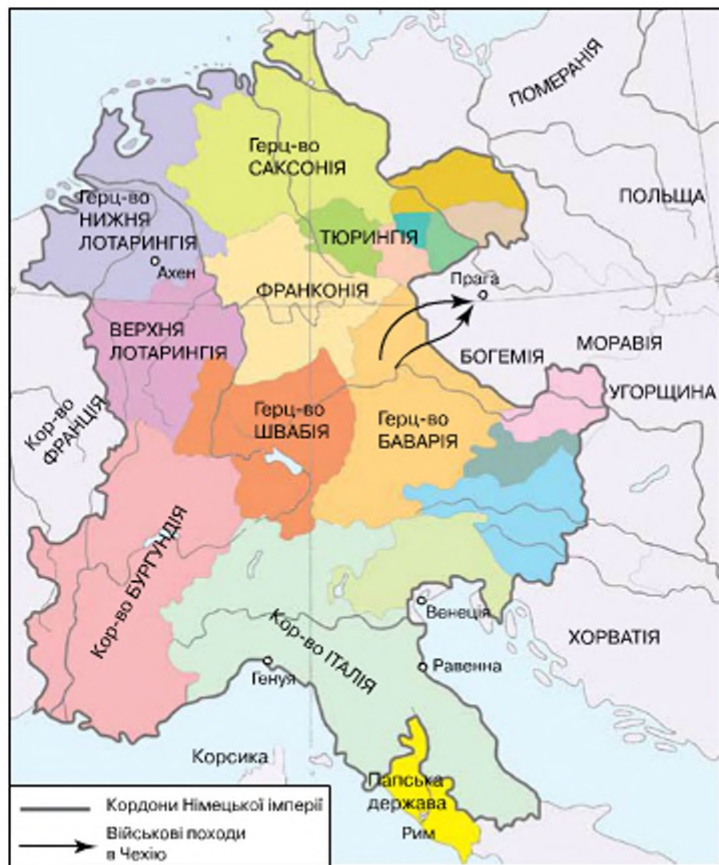 ПОМЕРАНІЯ
Герц-во
САКСОНІЯ
ПОЛЬЩА
Герц-во
НИЖНЯ
ЛОТАРИНГІЯ
Ахен
ТЮРИНГІЯ
ФРАНКОНІЯ
Прага
ВЕРХНЯ
ЛОТАРИНГІЯ
БОГЕМІЯ
МОРАВІЯ
УГОРЩИНА
Кор-во
ФРАНЦІЯ
Герц-во
ШВАБІЯ
Герц-во
БАВАРІЯ
Кор-во БУРГУНДІЯ
Кор-во ІТАЛІЯ
Венеція
ХОРВАТІЯ
Генуя
Равенна
Корсика
Папська
держава
Рим
Кордони Німецької імперії
Військові походи
в Чехію